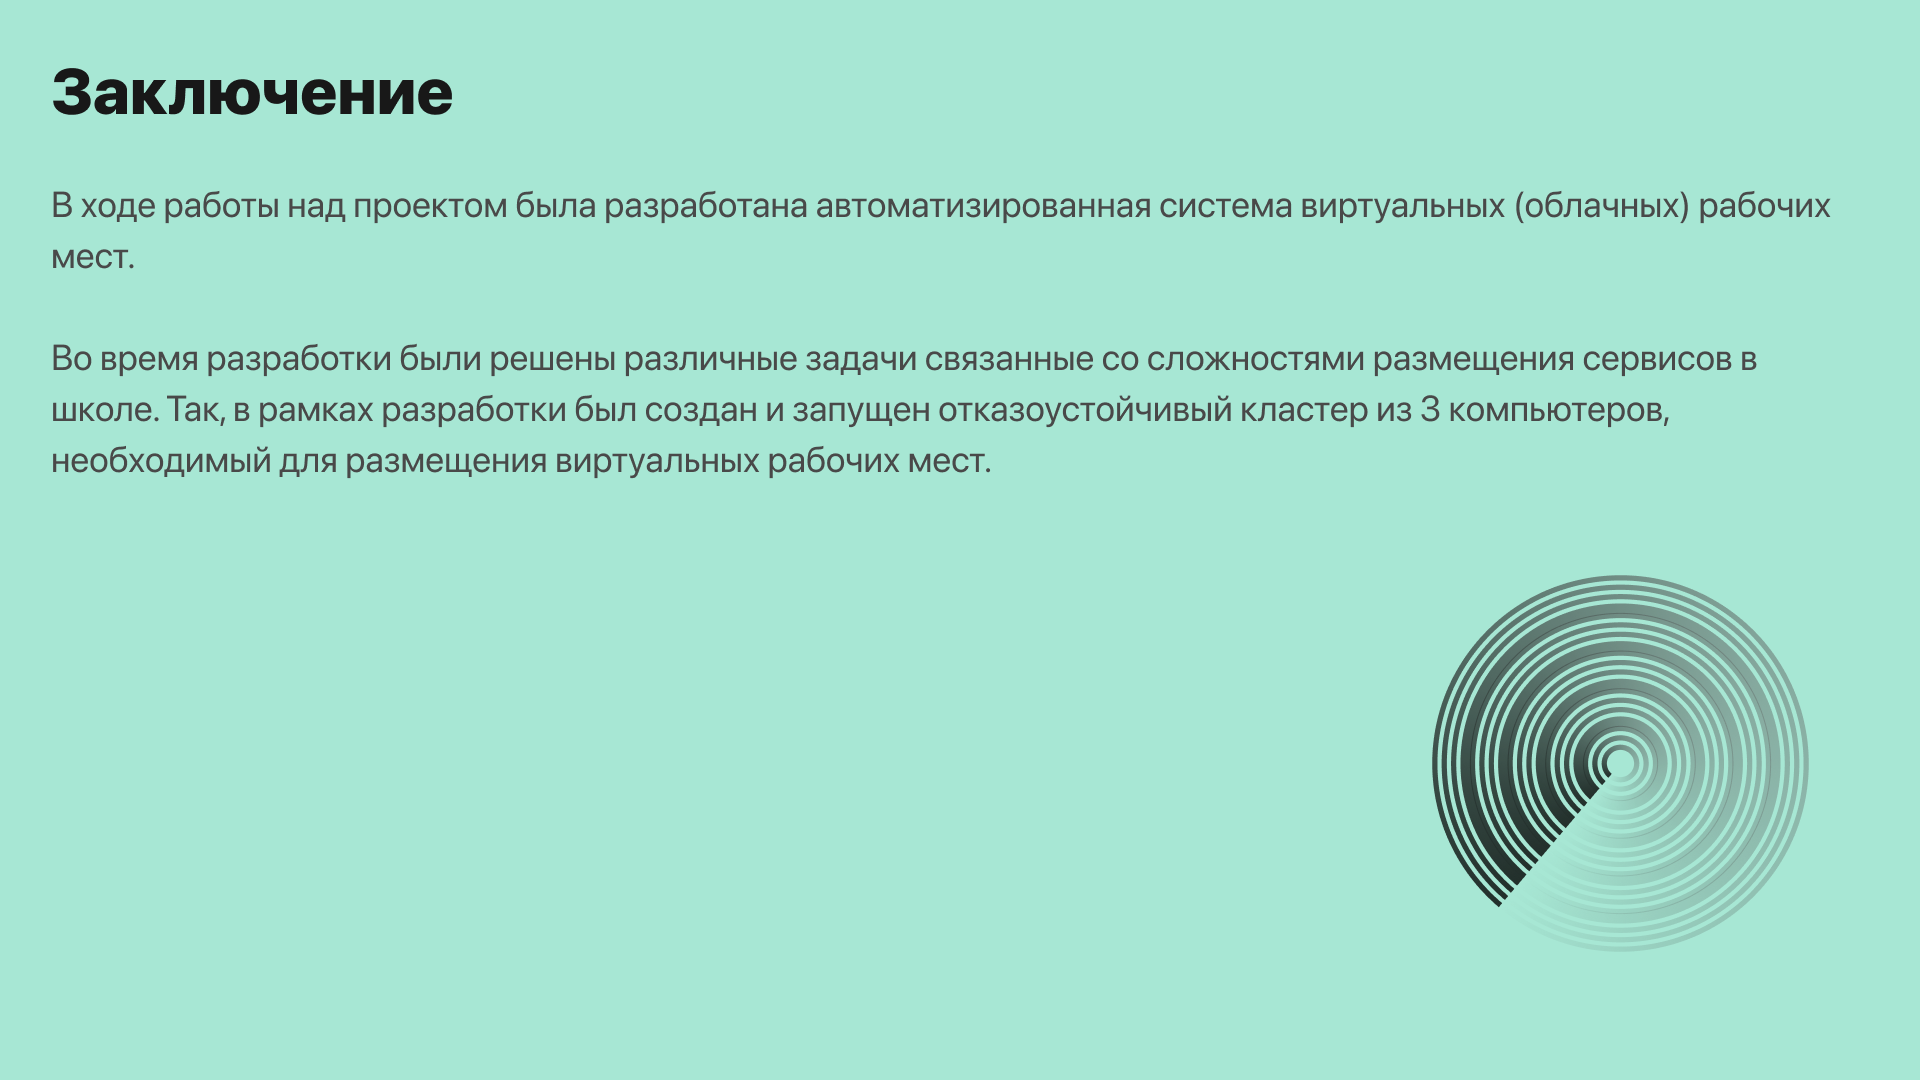 Заключение
В ходе работы над проектом была разработана автоматизированная система виртуальных (облачных) рабочих
мест.
Во время разработки были решены различные задачи связанные со сложностями размещения сервисов в
школе. Так, в рамках разработки был создан и запущен отказоустойчивый кластер из 3 компьютеров,
необходимый для размещения виртуальных рабочих мест.